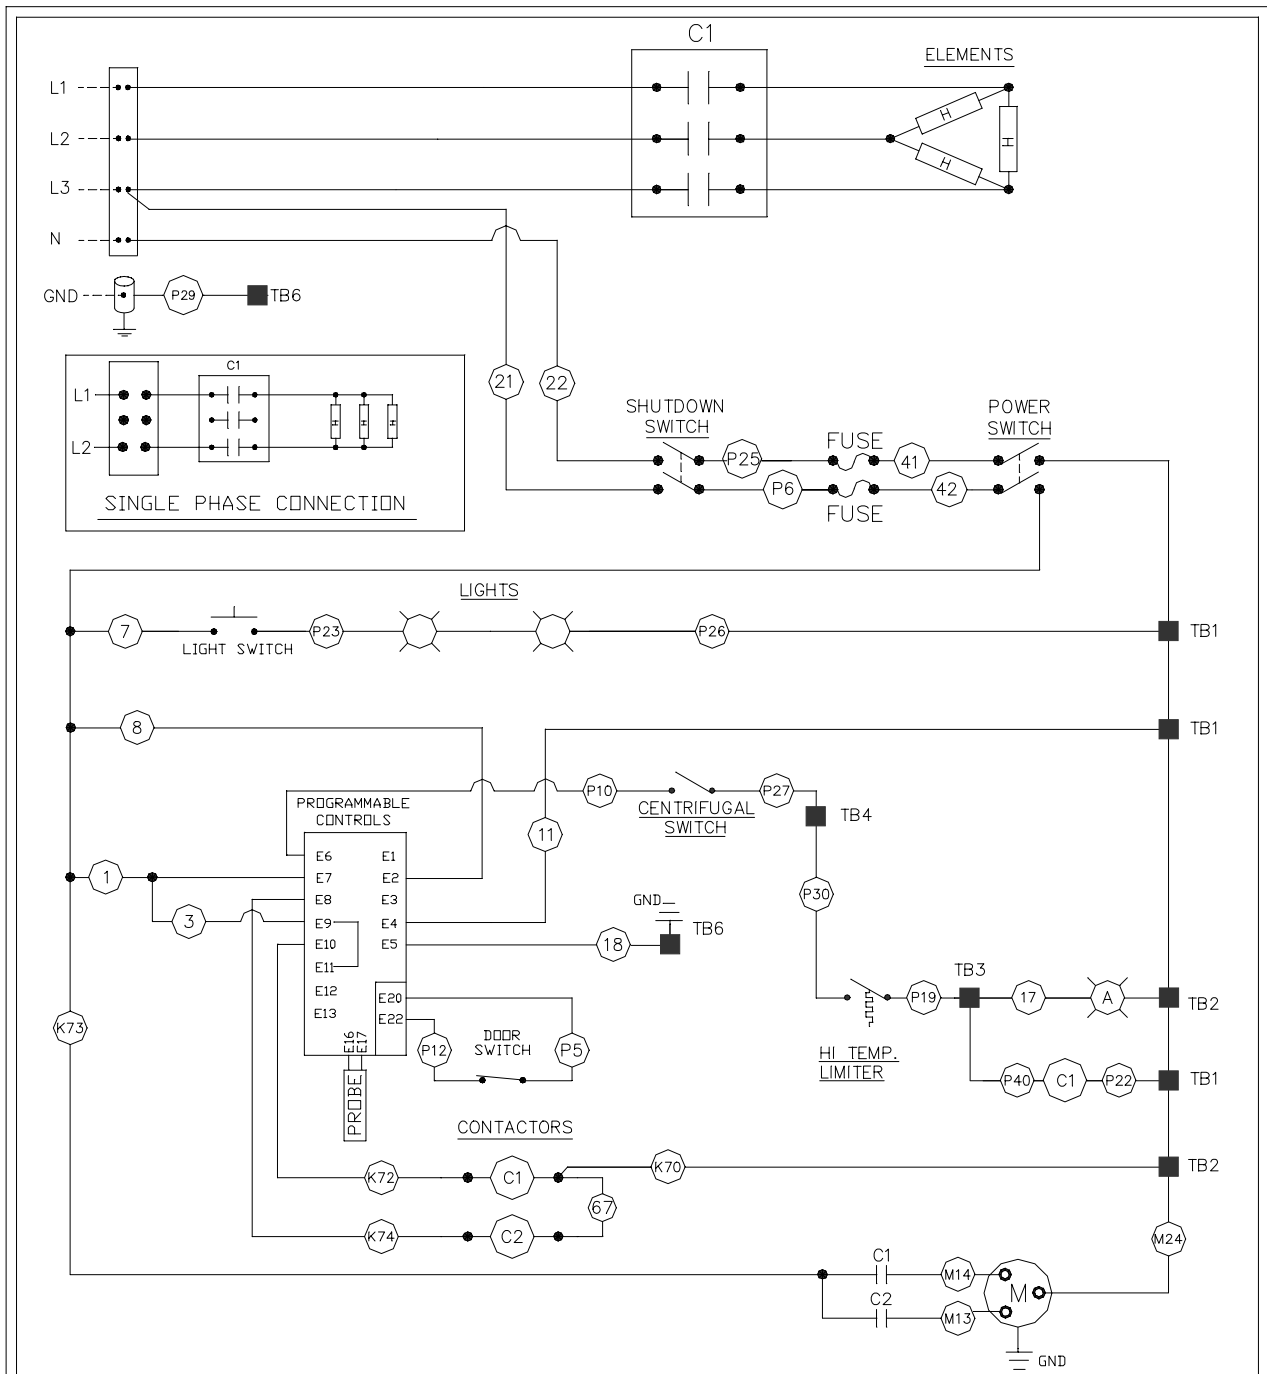 C1
ELEMENTS
L1
H
L2
H
H
L3
N
GND
P29
TB6
C1
L1
H
H
H
L2
SINGLE PHASE CONNECTION
21
22
SHUTDOWN
SWITCH
POWER
SWITCH
FUSE
P25
41
P6
42
FUSE
LIGHTS
7
LIGHT SWITCH
P23
P26
TB1
8
TB1
P10
CENTRIFUGAL
SWITCH
P27
TB4
PROGRAMMABLE
CONTROLS
11
E6
E1
1
E7
E2
E8
E3
P30
3
E9
E4
GND
TB6
E10
E5
18
E11
E12
E20
E13
E22
K73
E16
E17
PROBE
P12
DOOR
SWITCH
P5
P19
TB3
17
A
TB2
HI TEMP.
LIMITER
P40
C1
P22
TB1
CONTACTORS
K72
C1
K70
TB2
67
K74
C2
M24
C1
M14
M
C2
M13
GND